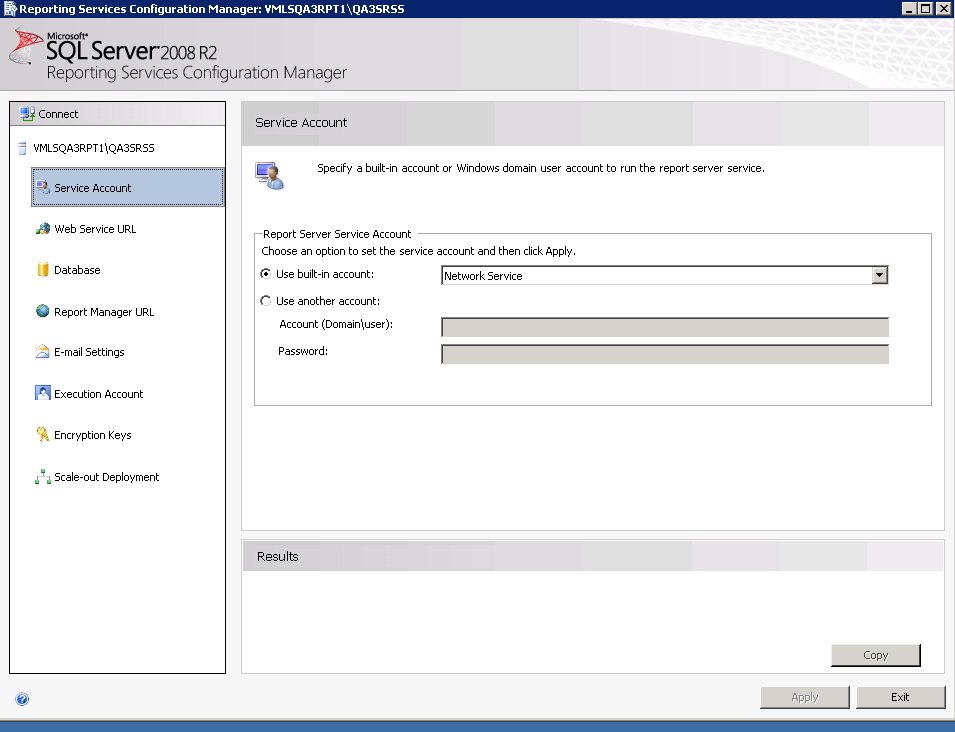 Reporting Services Configuration Manager: VMLSQA3RPT1\QA3SRSS
Microsoft®
SQL Server 2008 R2
Reporting Services Configuration Manager
Connect
VMLSQA3RPT1\QA3SRSS
Service Account
Web Service URL
Database
Report Manager URL
E-mail Settings
Execution Account
Encryption Keys
Scale-out Deployment
Service Account
Specify a built-in account or Windows domain user account to run the report server service.
Report Server Service Account
Choose an option to set the service account and then click Apply.
Use built-in account:
Network Service
Use another account:
Account (Domain\user):
Password:
Results
Copy
Apply
Exit